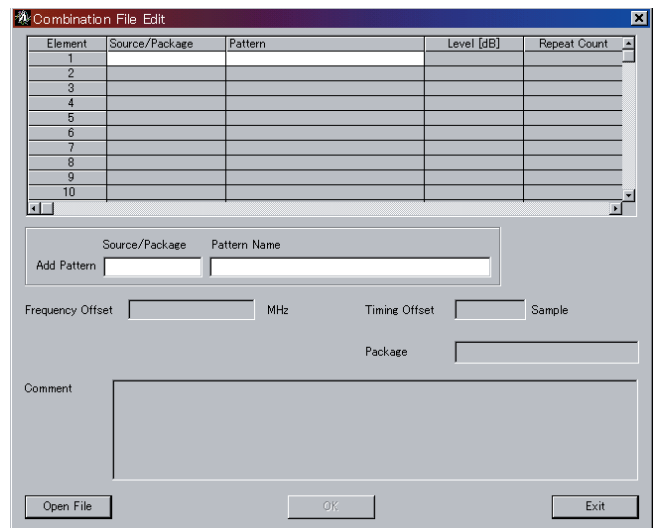 Combination File Edit
Element Source/Package Pattern Level [dB] Repeat Count
1
2
3
4
5
6
7
8
9
10
Source/Package Pattern Name
Add Pattern
Frequency Offset MHz Timing Offset Sample
Package
Comment
Open File OK Exit